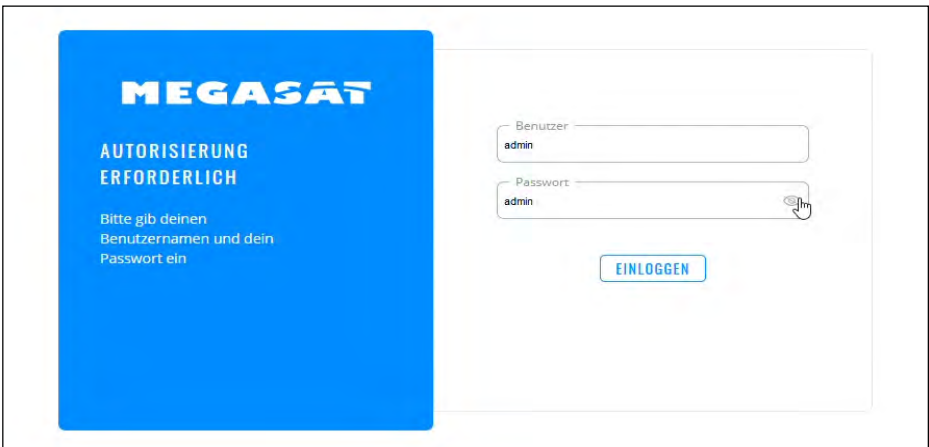 MEGASAT
AUTORISIERUNG
ERFORDERLICH
Bitte gib deinen
Benutzernamen und dein
Passwort ein
Benutzer
admin
Passwort
admin
EINLOGGEN